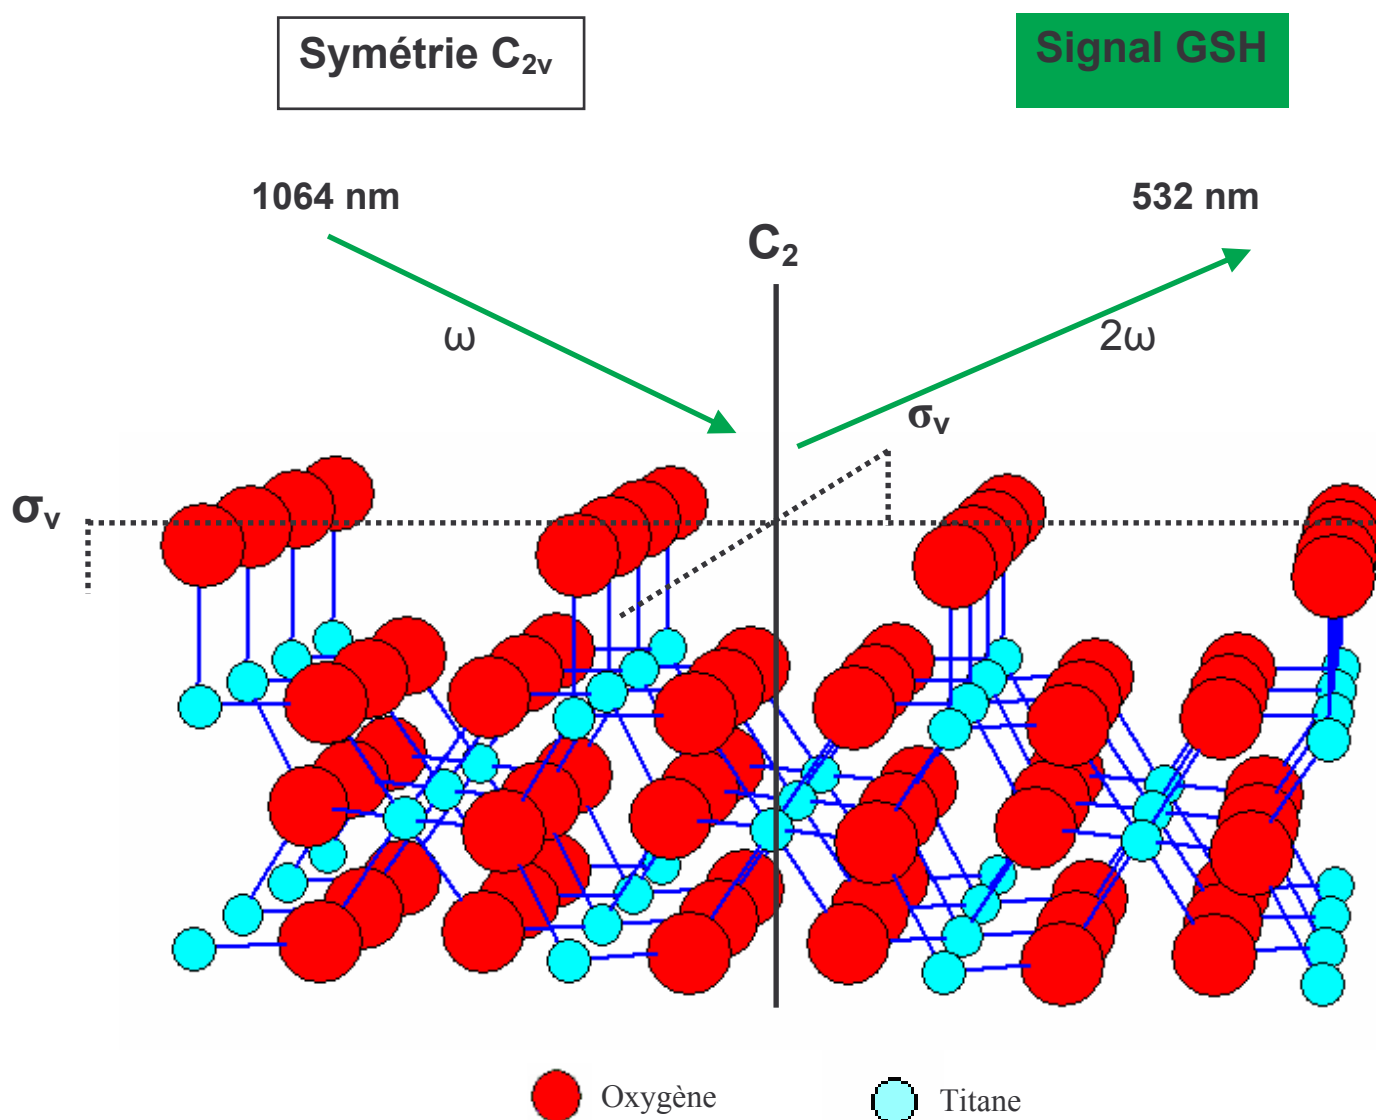 Symétrie C₂ᵥ
Signal GSH
1064 nm
532 nm
C₂
ω
2ω
σᵥ
σᵥ
Oxygène
Titane